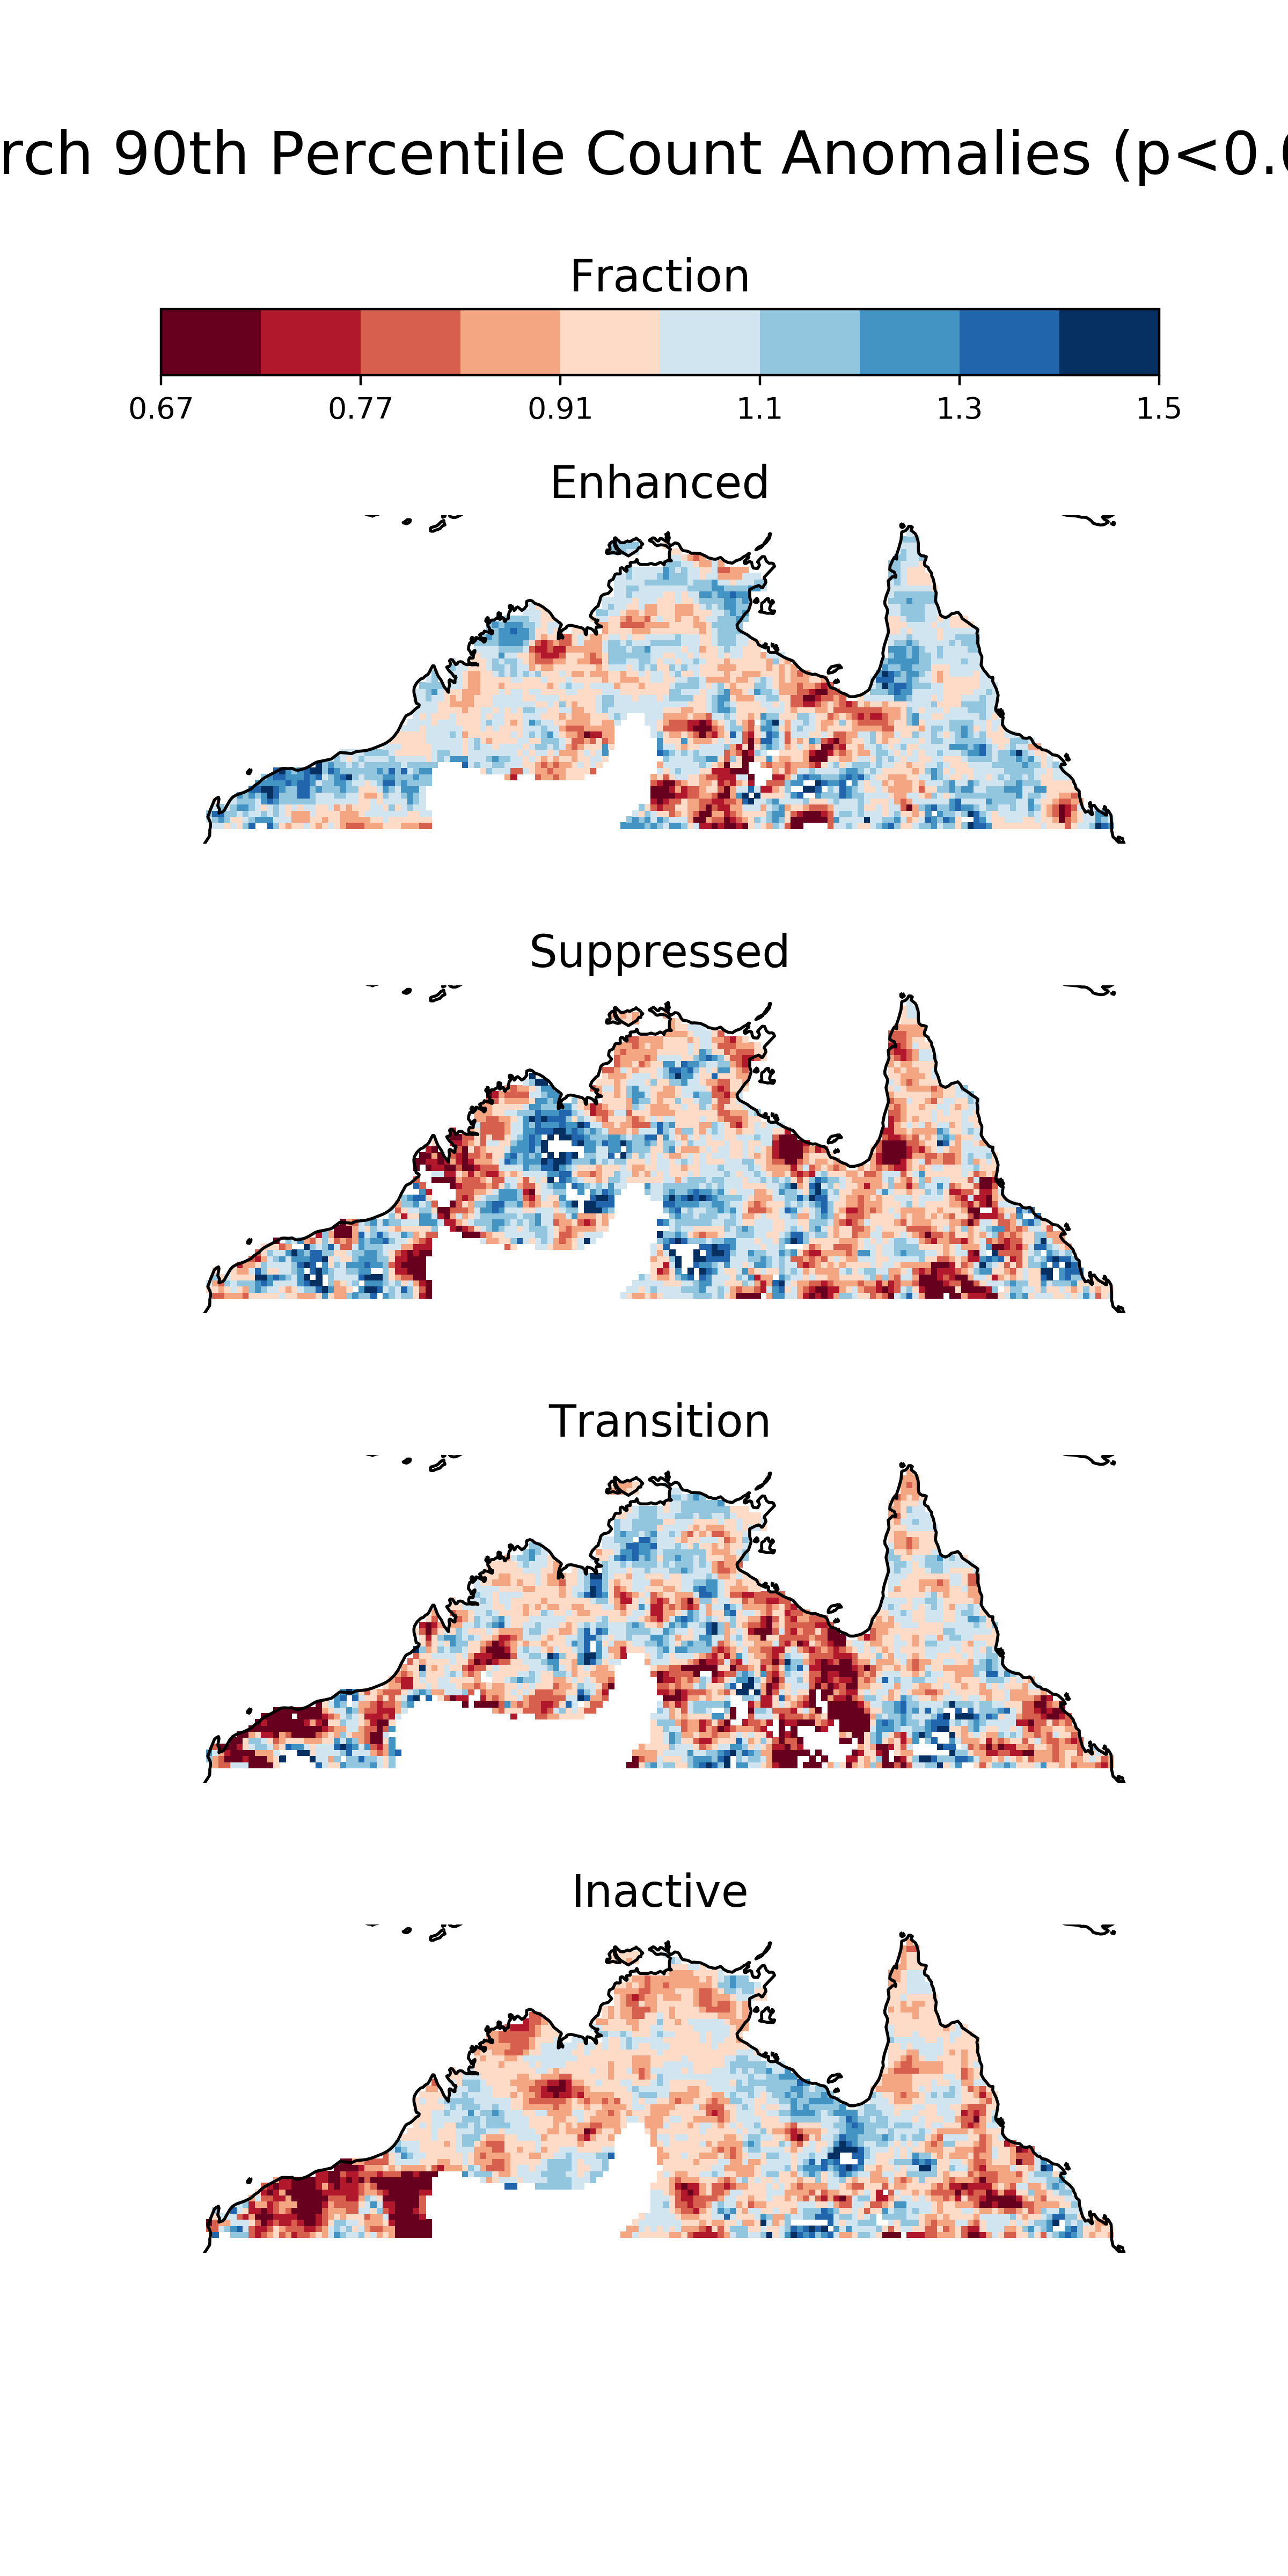 rch 90th Percentile Count Anomalies (p<0.0
Fraction
0.67 0.77 0.91 1.1 1.3 1.5
Enhanced
Suppressed
Transition
Inactive